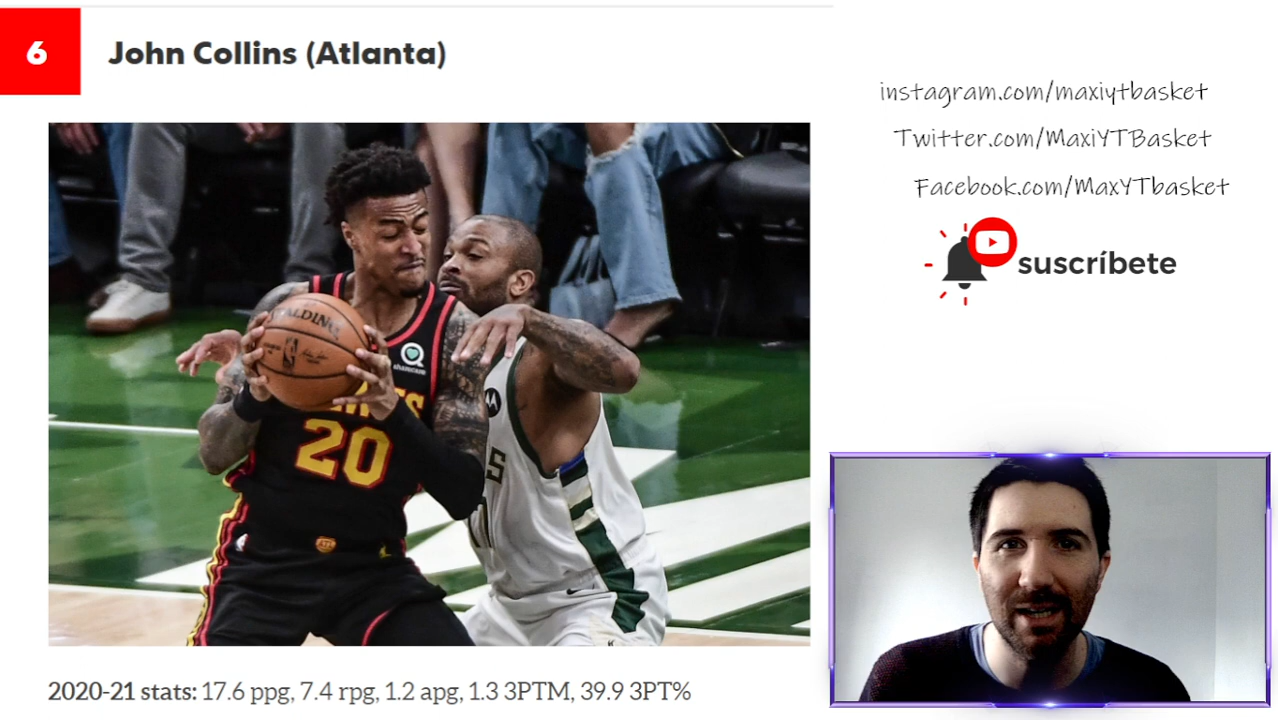 6
John Collins (Atlanta)
instagram.com/maxiytbasket
Twitter.com/MaxiYTBasket
Facebook.com/MaxYTbasket
suscríbete
SPALDING
sharecare
20
2020-21 stats: 17.6 ppg, 7.4 rpg, 1.2 apg, 1.3 3PTM, 39.9 3PT%